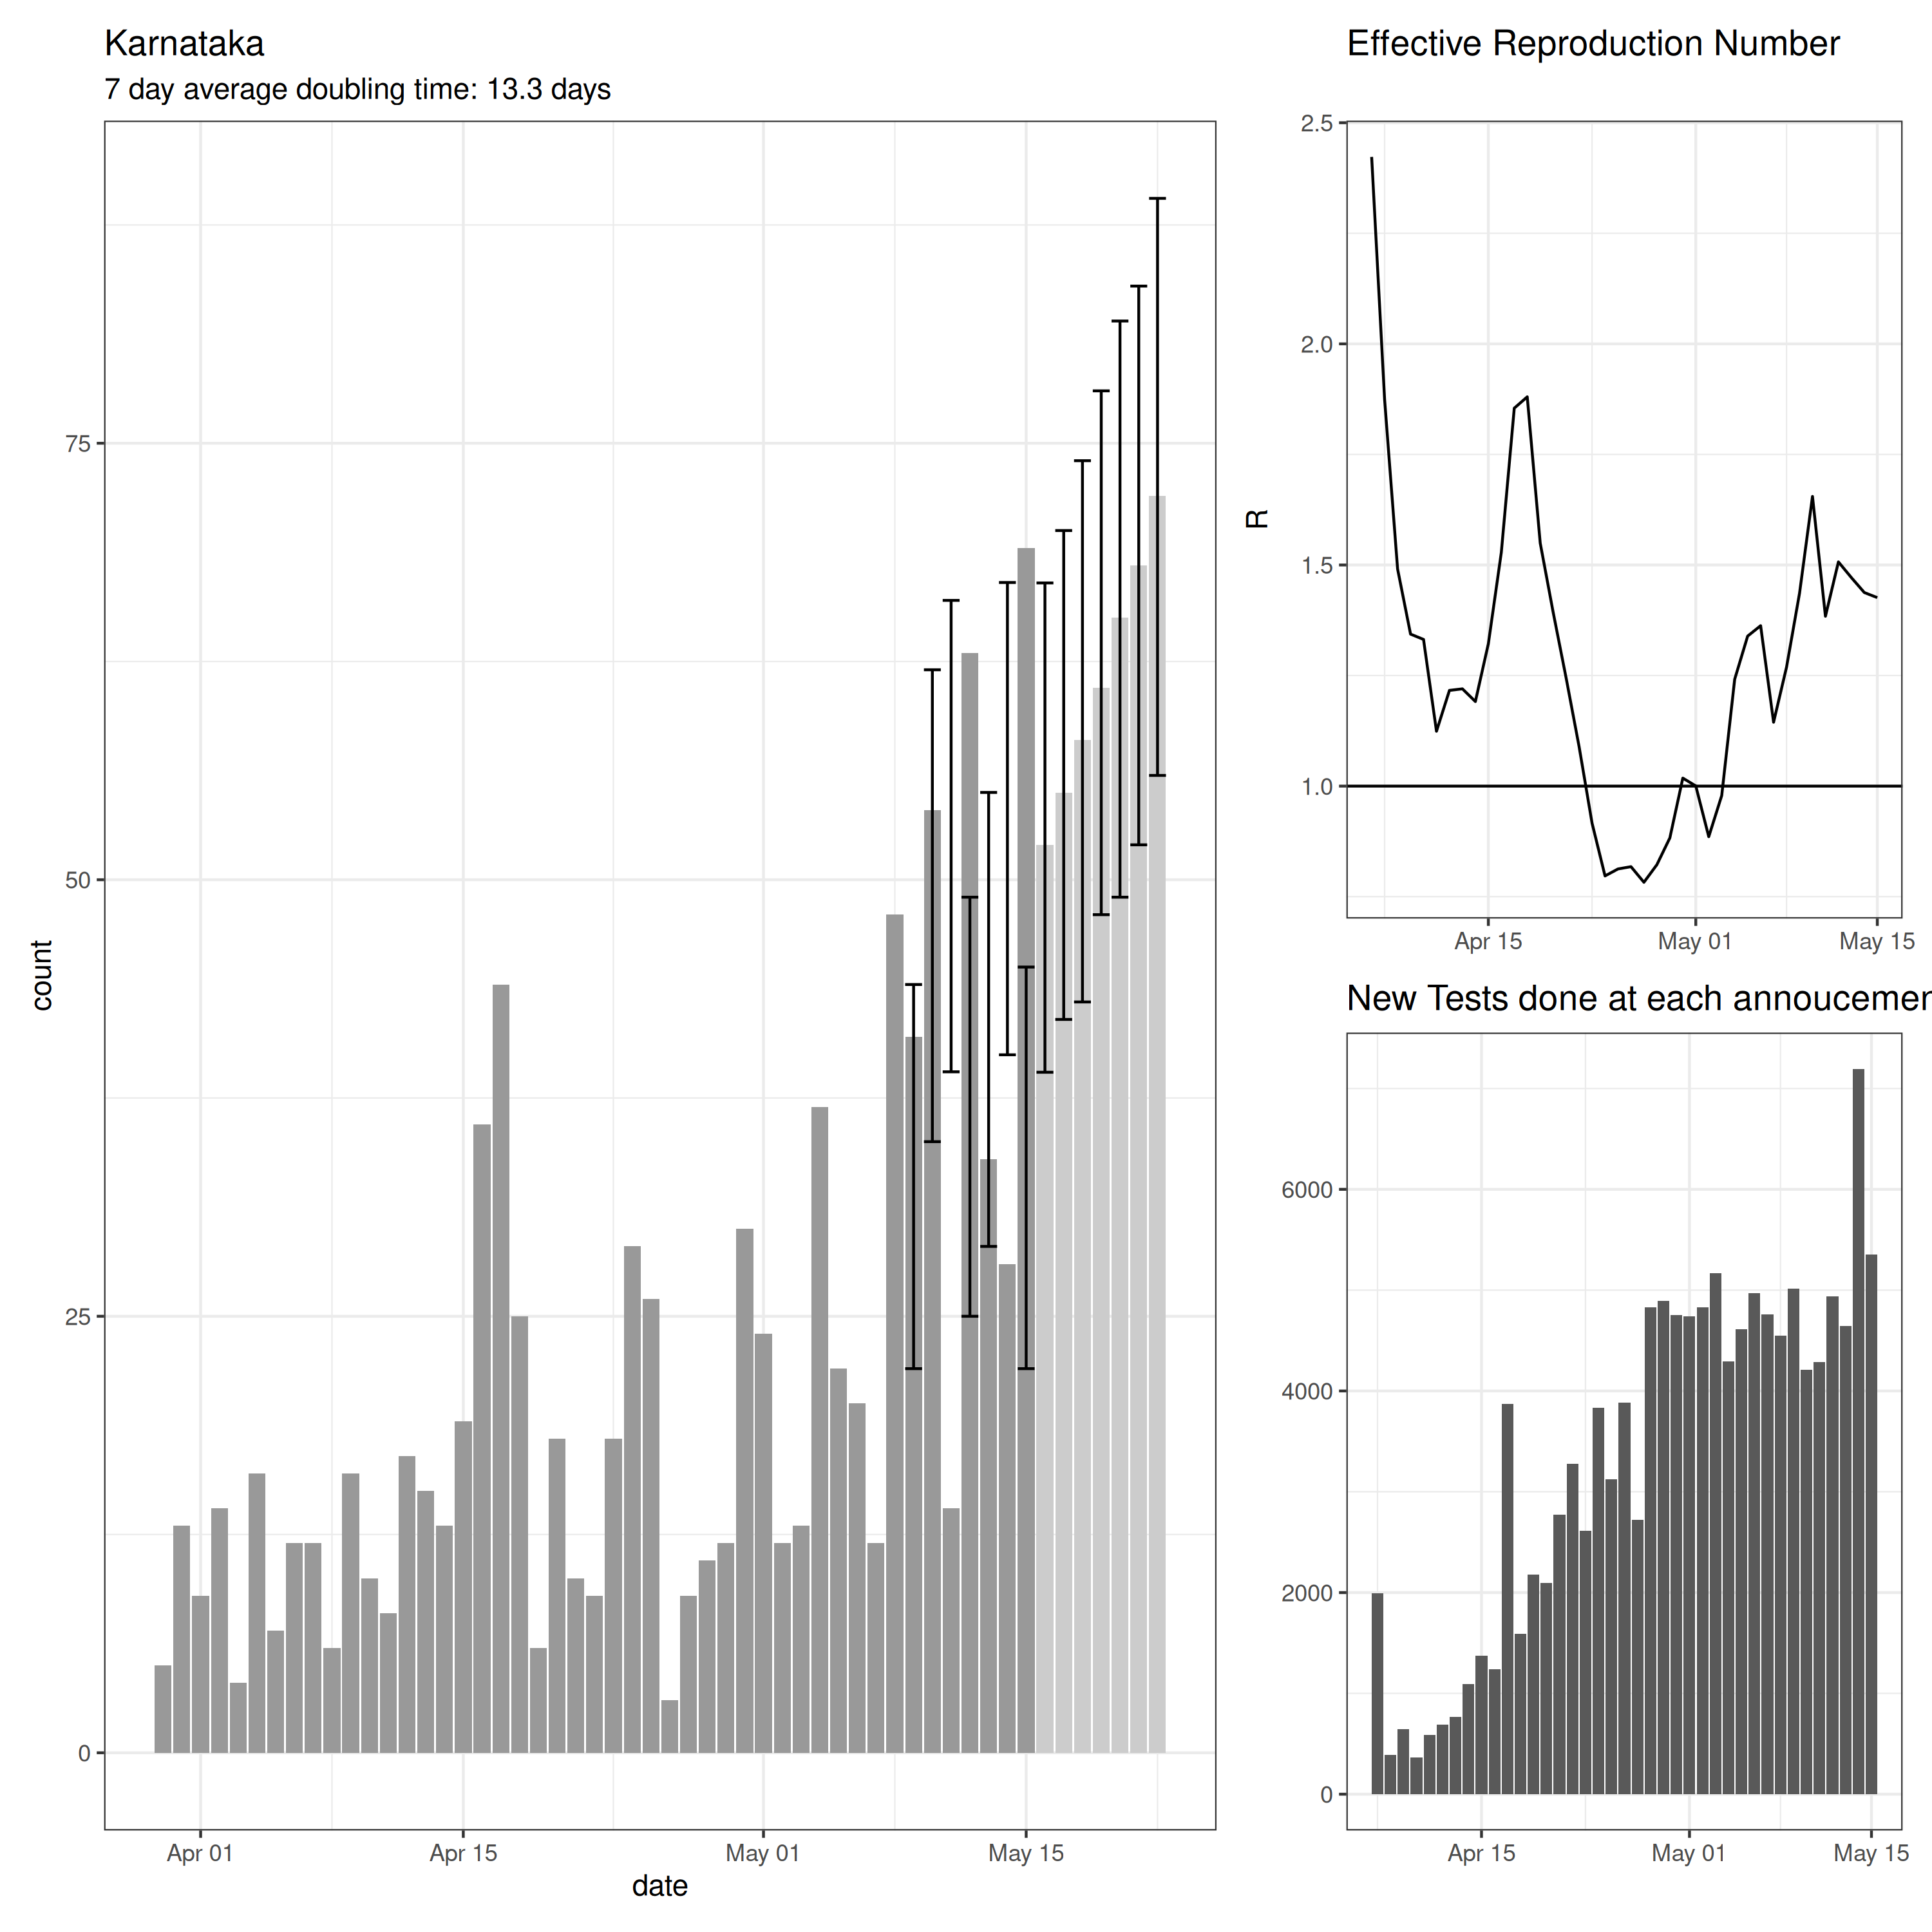 Karnataka
7 day average doubling time: 13.3 days
75
50
25
0
count
Apr 01
Apr 15
May 01
May 15
date
Effective Reproduction Number
2.5
2.0
1.5
1.0
R
Apr 15
May 01
May 15
New Tests done at each annoucemen
6000
4000
2000
0
Apr 15
May 01
May 15